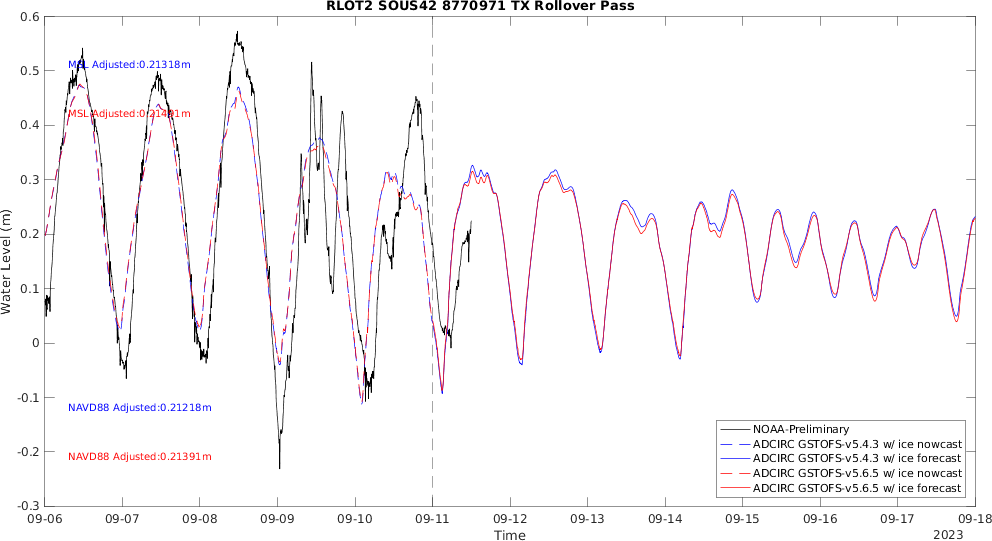 RLOT2 SOUS42 8770971 TX Rollover Pass
0.6
0.5
0.4
0.3
0.2
0.1
0
-0.1
-0.2
-0.3
Water Level (m)
MSL Adjusted:0.21318m
MSL Adjusted:0.21491m
NAVD88 Adjusted:0.21218m
NAVD88 Adjusted:0.21391m
NOAA-Preliminary
ADCIRC GSTOFS-v5.4.3 w/ ice nowcast
ADCIRC GSTOFS-v5.4.3 w/ ice forecast
ADCIRC GSTOFS-v5.6.5 w/ ice nowcast
ADCIRC GSTOFS-v5.6.5 w/ ice forecast
09-06 09-07 09-08 09-09 09-10 09-11 09-12 09-13 09-14 09-15 09-16 09-17 09-18
Time
2023